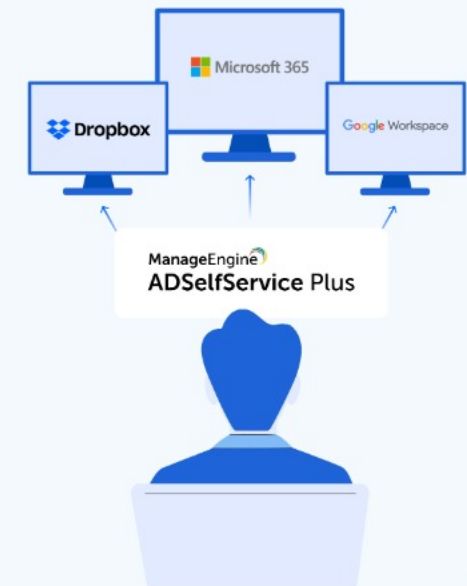 Microsoft 365
Dropbox
Google Workspace
ManageEngine
ADSelfService Plus